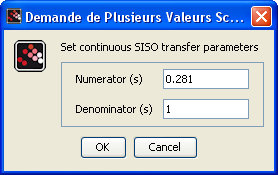 Demande de Plusieurs Valeurs Sc...
Set continuous SISO transfer parameters
Numerator (s) 0.281
Denominator (s) 1
OK Cancel